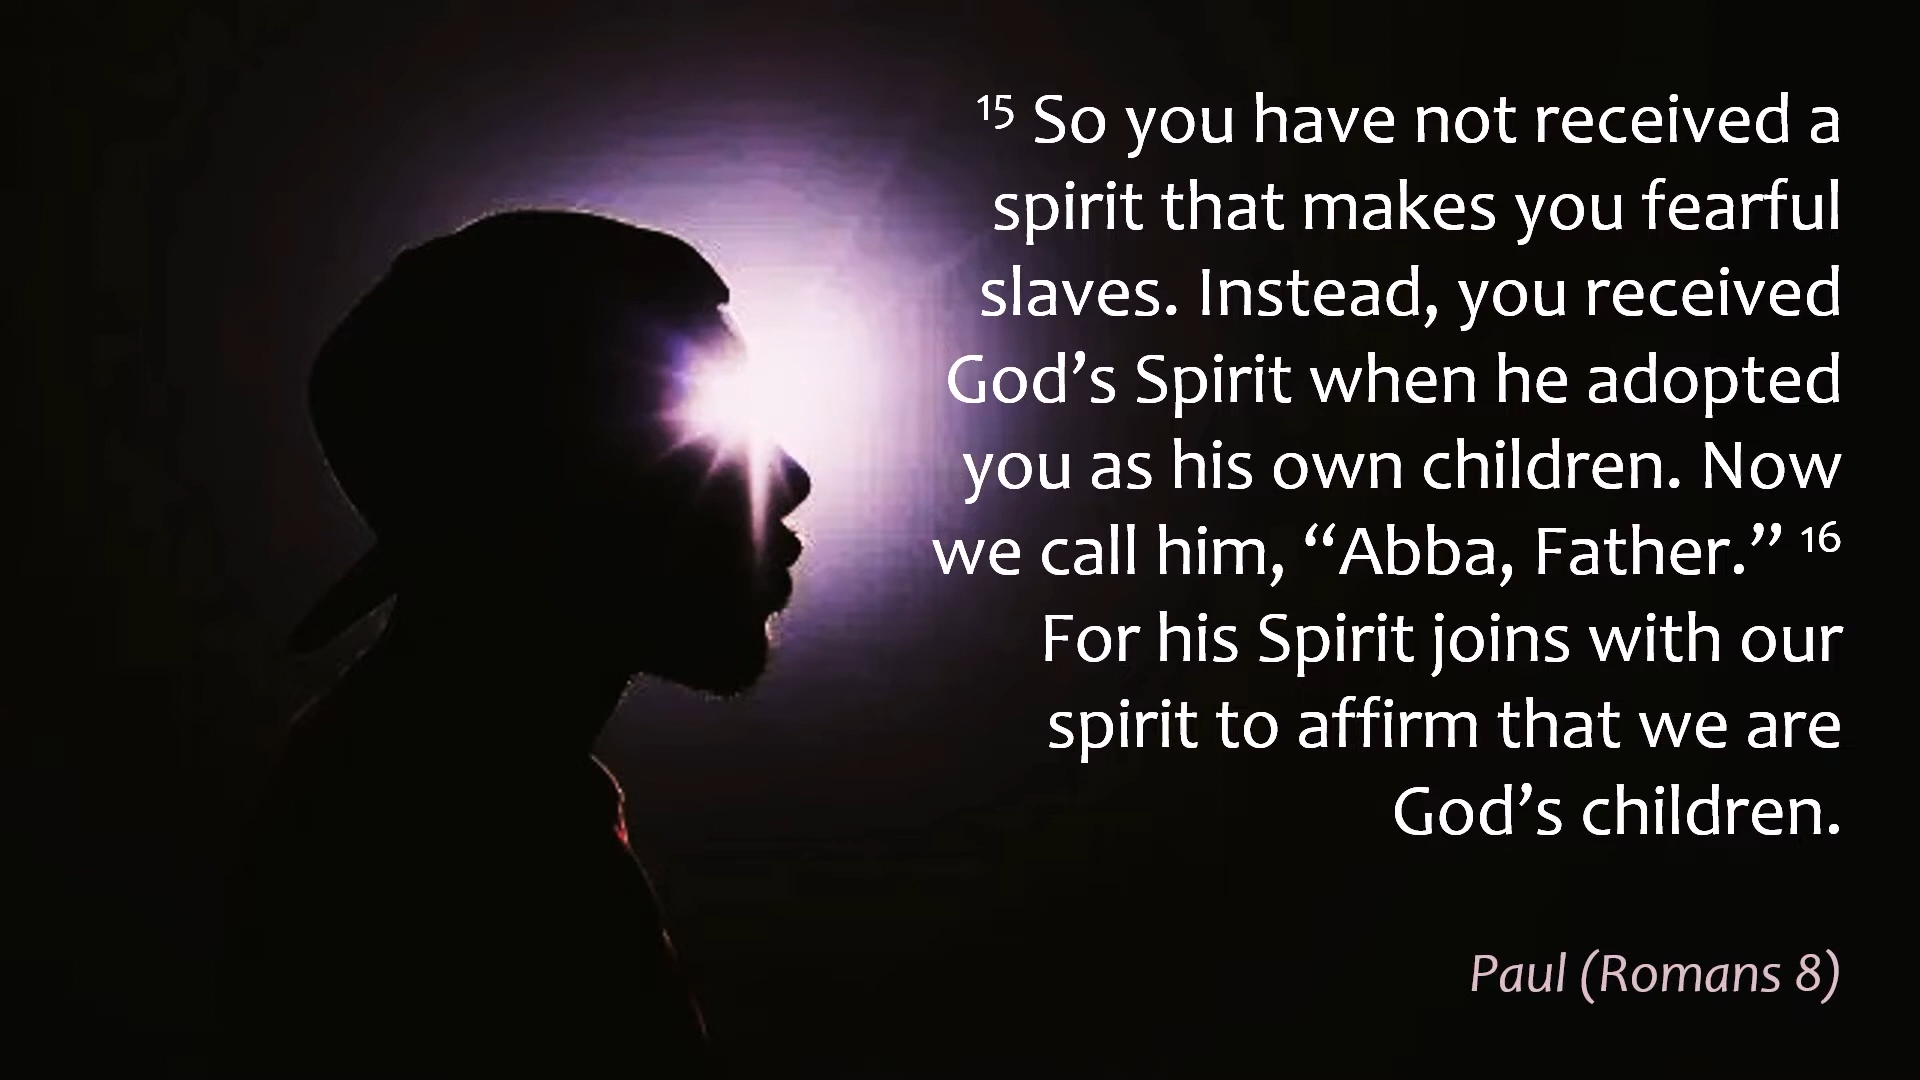 ¹⁵ So you have not received a
spirit that makes you fearful
slaves. Instead, you received
God’s Spirit when he adopted
you as his own children. Now
we call him, “Abba, Father.” ¹⁶
For his Spirit joins with our
spirit to affirm that we are
God’s children.
Paul (Romans 8)